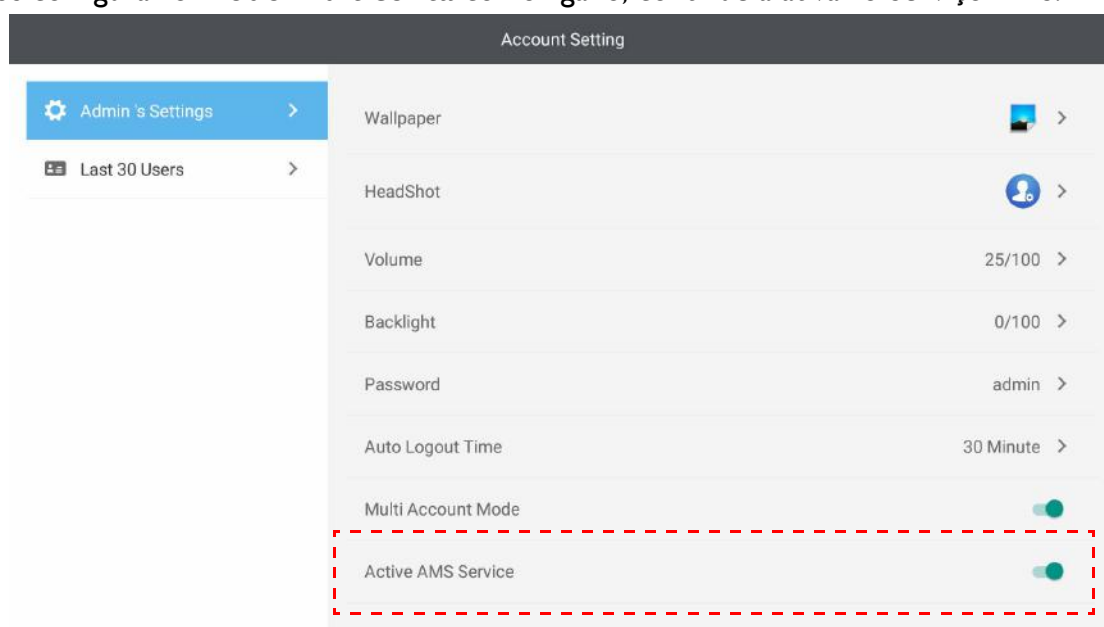 Account Setting
Admin 's Settings
Last 30 Users
Wallpaper
HeadShot
Volume 25/100
Backlight 0/100
Password admin
Auto Logout Time 30 Minute
Multi Account Mode
Active AMS Service